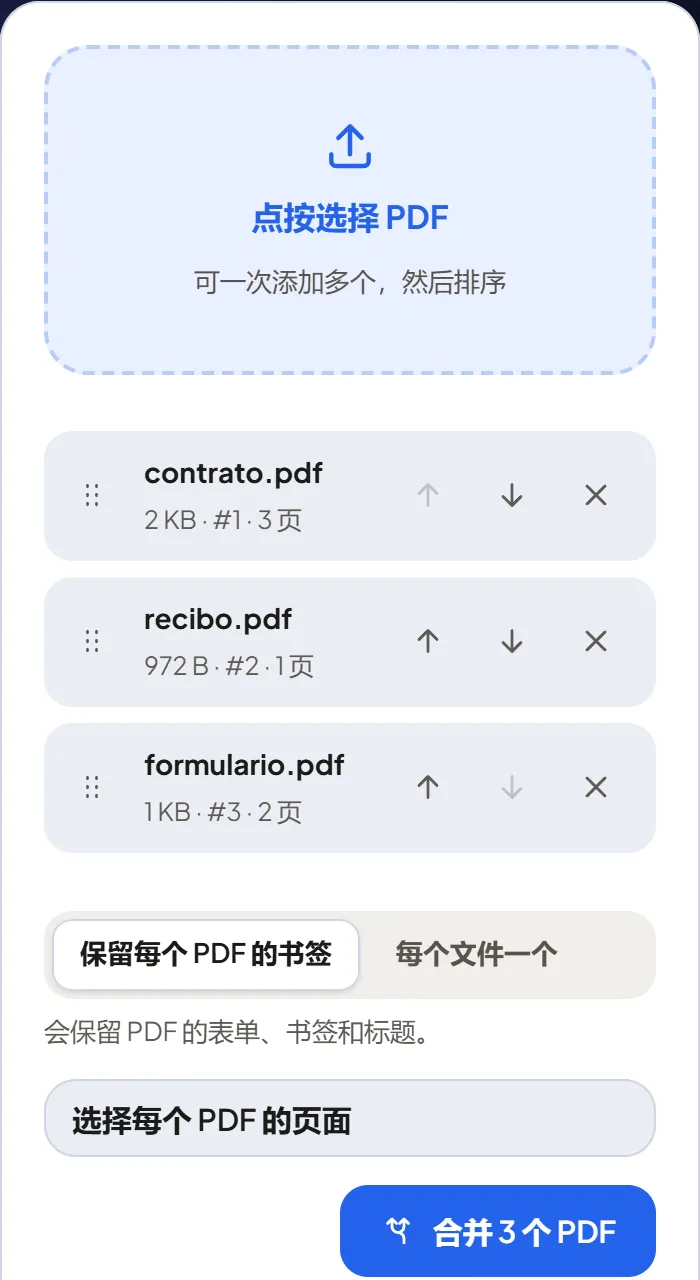 点按选择 PDF
可一次添加多个，然后排序
contrato.pdf
2 KB · #1 · 3 页
recibo.pdf
972 B · #2 · 1 页
formulario.pdf
1 KB · #3 · 2 页
保留每个 PDF 的书签
每个文件一个
会保留 PDF 的表单、书签和标题。
选择每个 PDF 的页面
合并 3 个 PDF